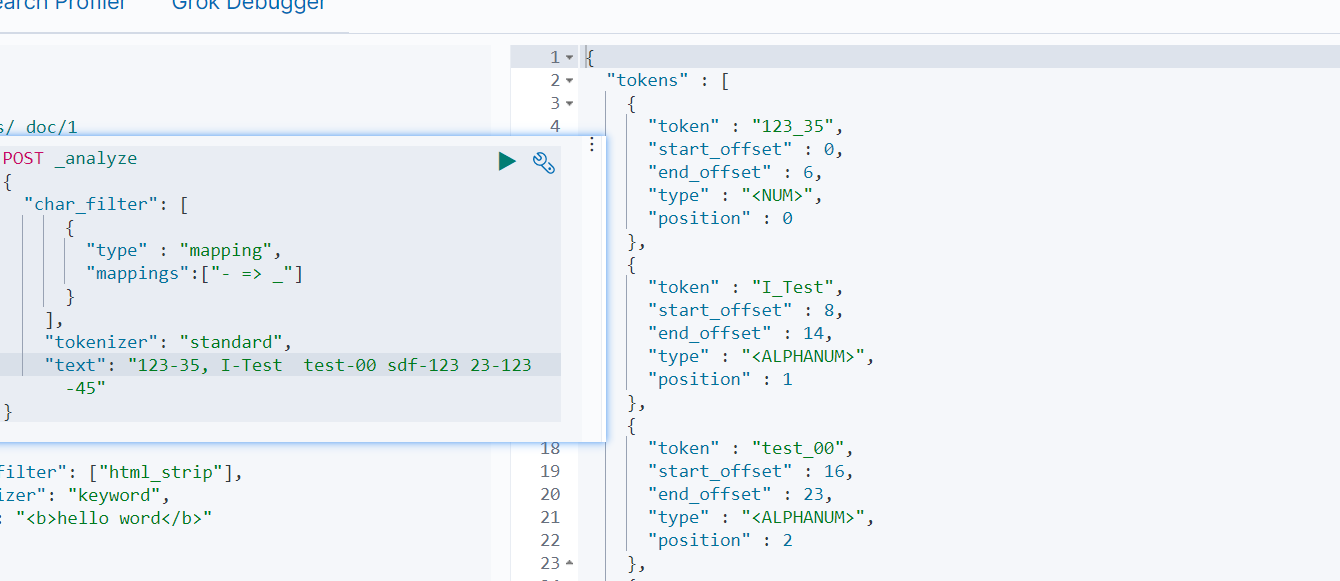 Search Profiler Grok Debugger
s/_doc/1
POST _analyze
{
"char_filter": [
{
"type" : "mapping",
"mappings":["- => _"]
}
],
"tokenizer": "standard",
"text": "123-35, I-Test  test-00 sdf-123 23-123
-45"
}
filter": ["html_strip"],
izer": "keyword",
: "<b>hello word</b>"
1 {
2 "tokens" : [
3 {
4 "token" : "123_35",
"start_offset" : 0,
"end_offset" : 6,
"type" : "<NUM>",
"position" : 0
},
{
"token" : "I_Test",
"start_offset" : 8,
"end_offset" : 14,
"type" : "<ALPHANUM>",
"position" : 1
},
{
18 "token" : "test_00",
19 "start_offset" : 16,
20 "end_offset" : 23,
21 "type" : "<ALPHANUM>",
22 "position" : 2
23 },